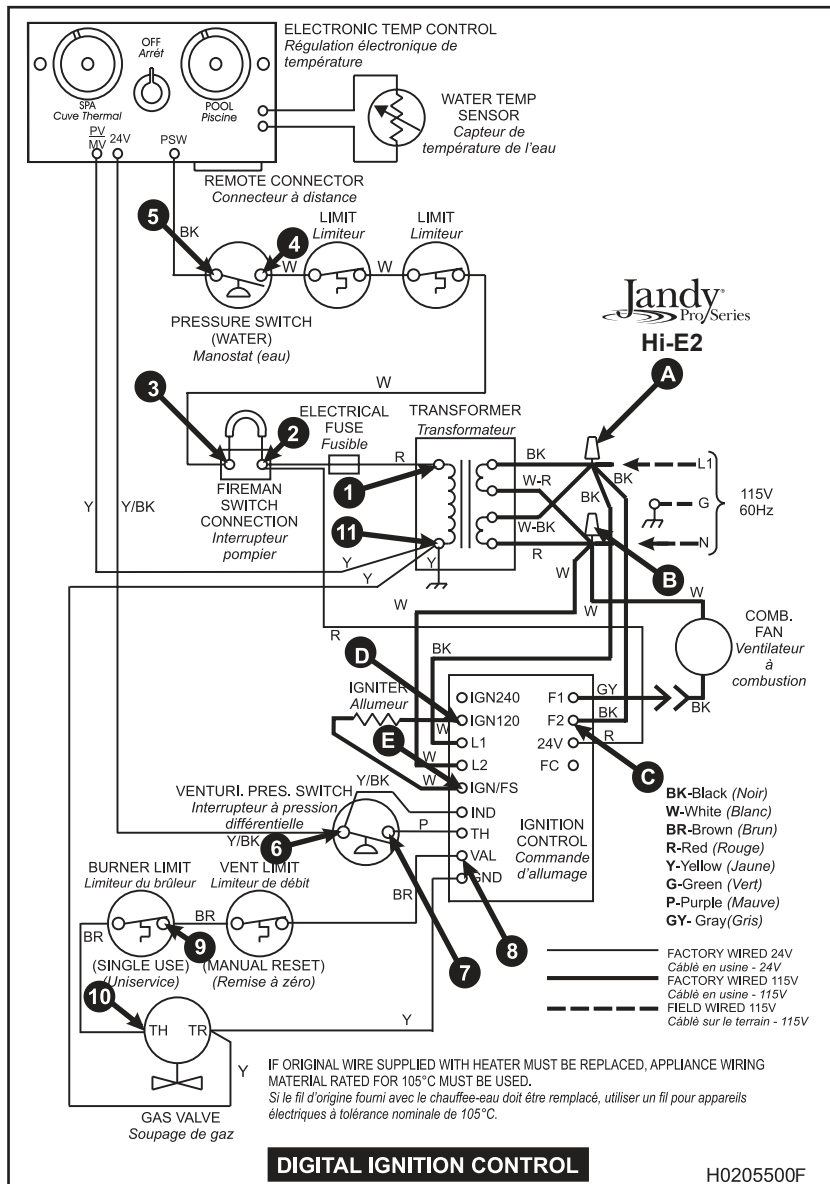 ELECTRONIC TEMP CONTROL
Régulation électronique de
température
OFF
Arrét
SPA
Cuve Thermal
POOL
Piscine
PV
MV
24V
PSW
WATER TEMP
SENSOR
Capteur de
température de l'eau
REMOTE CONNECTOR
Connecteur à distance
5
BK
4
LIMIT
Limiteur
LIMIT
Limiteur
W
W
PRESSURE SWITCH
(WATER)
Manostat (eau)
Jandy®
Pro Series
Hi-E2
W
A
3
2
ELECTRICAL
FUSE
Fusible
TRANSFORMER
Transformateur
R
1
BK
BK
BK
L1
W-R
G
115V
60Hz
W-BK
N
R
FIREMAN
SWITCH
CONNECTION
Interrupteur
pompier
Y
Y/BK
11
Y
Y
Y
B
W
W
W
W
R
COMB.
FAN
Ventilateur
à
combustion
BK
D
IGNITER
Allumeur
IGN240
F1
GY
BK
IGN120
F2
BK
W
E
L1
24V
R
W
L2
FC
C
W
IGN/FS
Y/BK
IND
VENTURI. PRES. SWITCH
Interrupteur à pression
différentielle
Y/BK
6
P
TH
VAL
GND
IGNITION
CONTROL
Commande
d'allumage
BK-Black (Noir)
W-White (Blanc)
BR-Brown (Brun)
R-Red (Rouge)
Y-Yellow (Jaune)
G-Green (Vert)
P-Purple (Mauve)
GY- Gray(Gris)
BURNER LIMIT
Limiteur du brûleur
VENT LIMIT
Limiteur de débit
BR
BR
BR
9
7
8
(SINGLE USE)
(Uniservice)
(MANUAL RESET)
(Remise à zéro)
FACTORY WIRED 24V
Câblè en usine - 24V
FACTORY WIRED 115V
Câblè en usine - 115V
FIELD WIRED 115V
Câblè sur le terrain - 115V
10
TH
TR
Y
Y
GAS VALVE
Soupage de gaz
IF ORIGINAL WIRE SUPPLIED WITH HEATER MUST BE REPLACED, APPLIANCE WIRING
MATERIAL RATED FOR 105°C MUST BE USED.
Si le fil d'origine fourni avec le chauffee-eau doit être remplacé, utiliser un fil pour appareils
électriques à tolérance nominale de 105°C.
DIGITAL IGNITION CONTROL
H0205500F